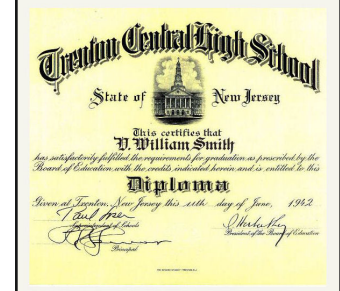 Trenton Central High School
State of New Jersey
This certifies that
D. William Smith
has satisfactorily fulfilled the requirements for graduation as prescribed by the
Board of Education with the credits indicated herein and is entitled to this
Diploma
Given at Trenton, New Jersey this 11th day of June, 1942
Paul
Superintendent of Schools
President of the Board of Education
Principal